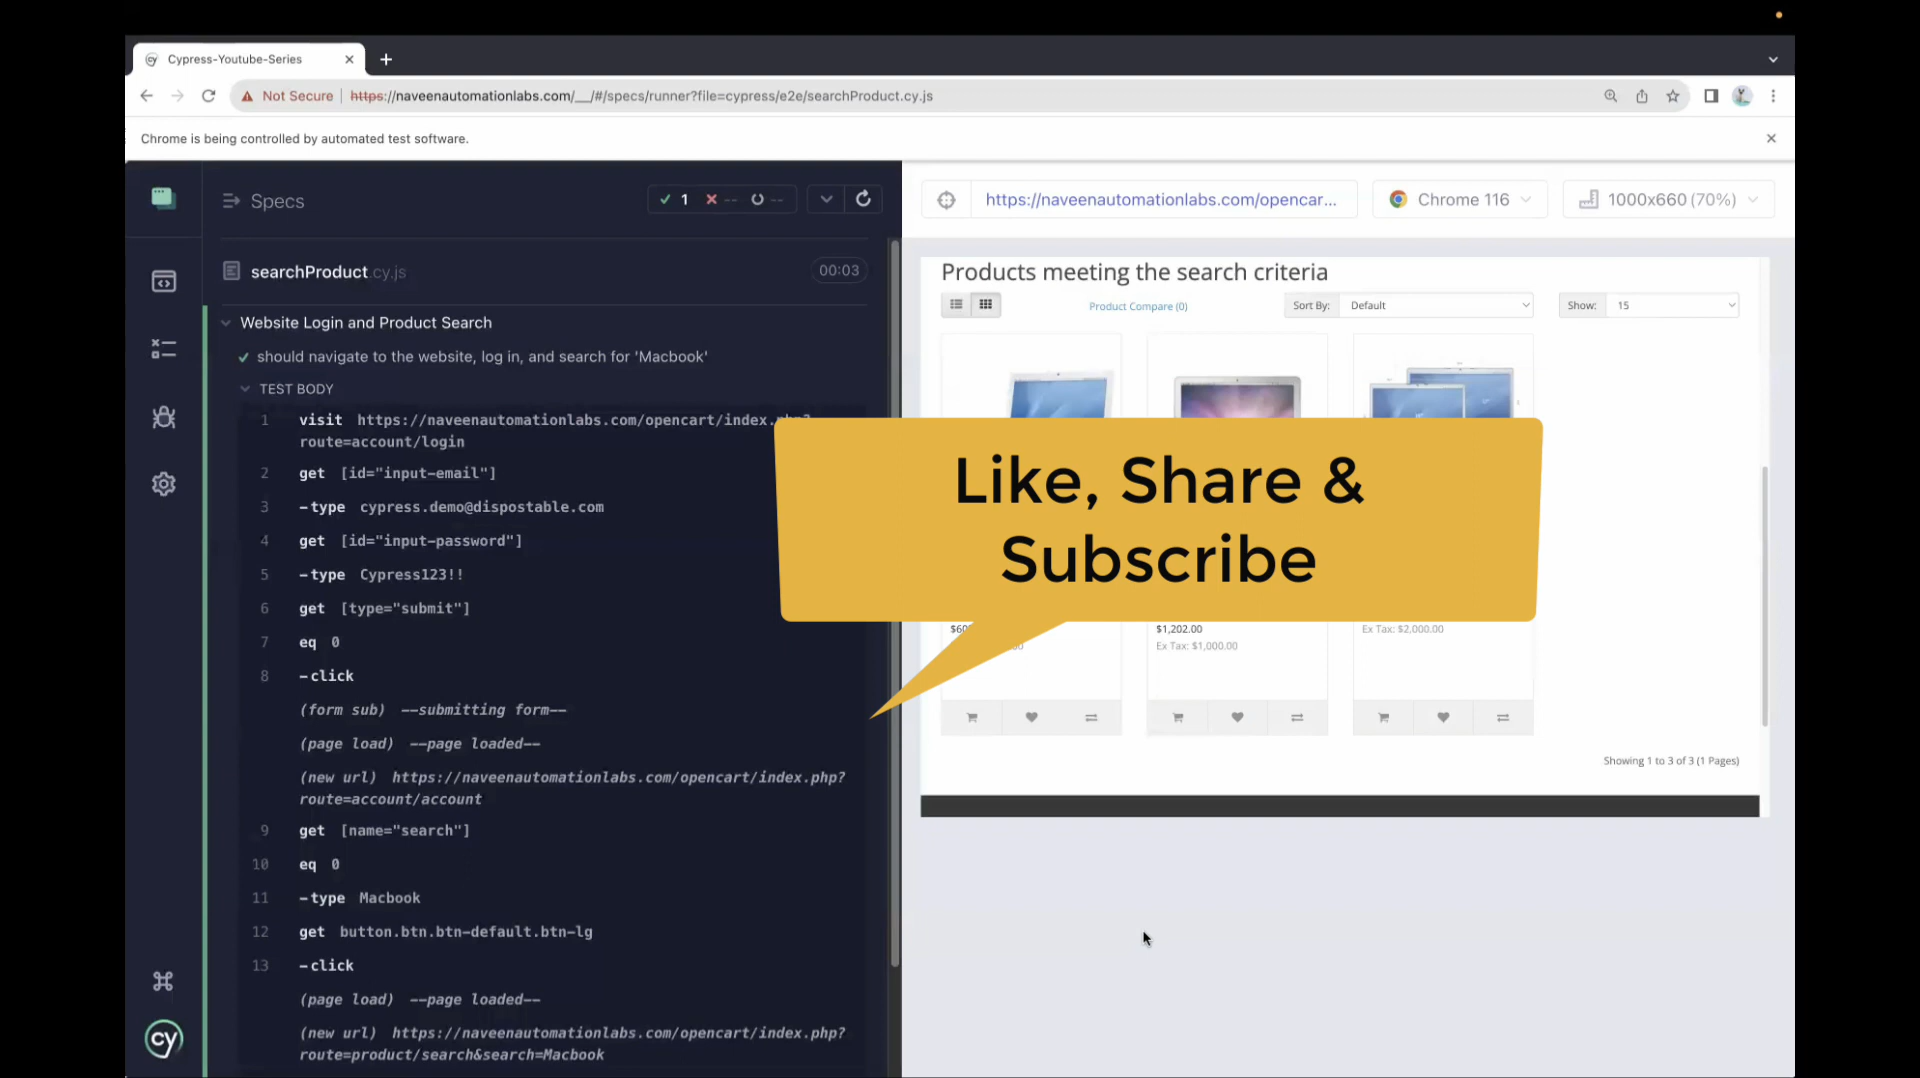 Cypress-Youtube-Series
Not Secure
https://naveenautomationlabs.com/__/#/specs/runner?file=cypress/e2e/searchProduct.cy.js
Chrome is being controlled by automated test software.
Specs
1 -- --
searchProduct.cy.js
00:03
Website Login and Product Search
should navigate to the website, log in, and search for 'Macbook'
TEST BODY
1 visit https://naveenautomationlabs.com/opencart/index.php?
route=account/login
2 get [id="input-email"]
3 -type cypress.demo@dispostable.com
4 get [id="input-password"]
5 -type Cypress123!!
6 get [type="submit"]
7 eq 0
8 -click
(form sub) --submitting form--
(page load) --page loaded--
(new url) https://naveenautomationlabs.com/opencart/index.php?
route=account/account
9 get [name="search"]
10 eq 0
11 -type Macbook
12 get button.btn.btn-default.btn-lg
13 -click
(page load) --page loaded--
(new url) https://naveenautomationlabs.com/opencart/index.php?
route=product/search&search=Macbook
cy
https://naveenautomationlabs.com/opencar...
Chrome 116
1000x660 (70%)
Products meeting the search criteria
Product Compare (0)
Sort By: Default
Show: 15
Like, Share &
Subscribe
$1,202.00
Ex Tax: $1,000.00
Ex Tax: $2,000.00
Showing 1 to 3 of 3 (1 Pages)